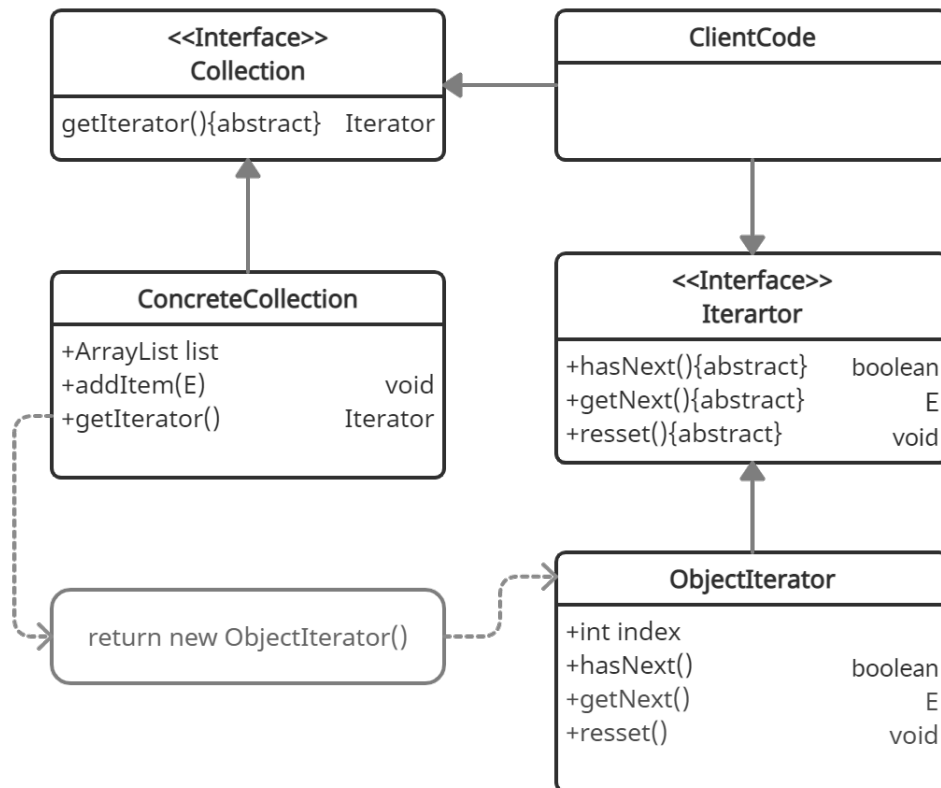 <<Interface>>
Collection
getIterator(){abstract} Iterator
ClientCode
ConcreteCollection
+ArrayList list
+addItem(E) void
+getIterator() Iterator
<<Interface>>
Iterartor
+hasNext(){abstract} boolean
+getNext(){abstract} E
+resset(){abstract} void
return new ObjectIterator()
ObjectIterator
+int index
+hasNext() boolean
+getNext() E
+resset() void